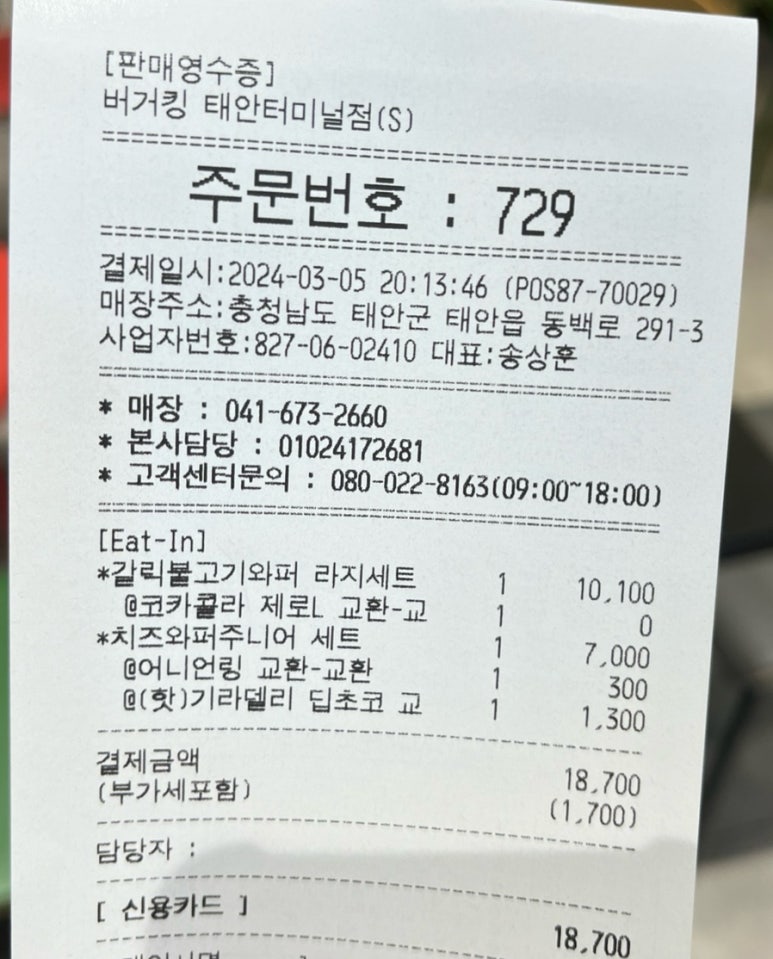 [판매영수증]
버거킹 태안터미널점(S)
주문번호 : 729
결제일시:2024-03-05 20:13:46 (POS87-70029)
매장주소:충청남도 태안군 태안읍 동백로 291-3
사업자번호:827-06-02410 대표:송상훈
* 매장 : 041-673-2660
* 본사담당 : 01024172681
* 고객센터문의 : 080-022-8163(09:00~18:00)
[Eat-In]
*갈릭불고기와퍼 라지세트 1 10,100
@코카콜라 제로L 교환-교 1 0
*치즈와퍼주니어 세트 1 7,000
@어니언링 교환-교환 1 300
@(핫)기라델리 딥초코 교 1 1,300
결제금액 18,700
(부가세포함) (1,700)
담당자 :
[ 신용카드 ] 18,700